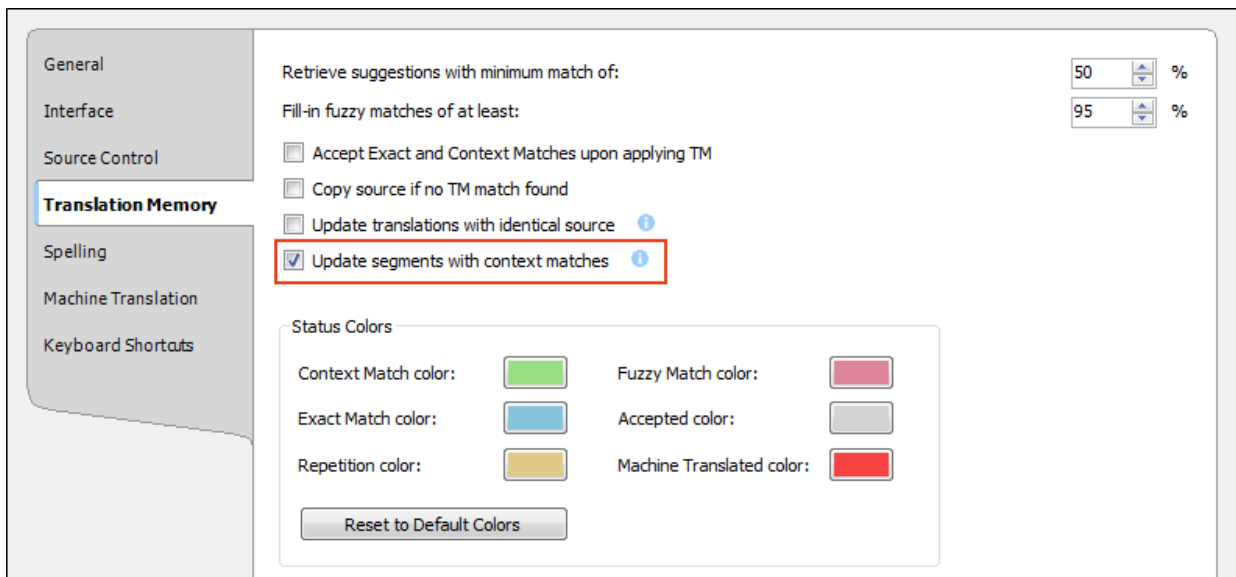 General
Interface
Source Control
Translation Memory
Spelling
Machine Translation
Keyboard Shortcuts
Retrieve suggestions with minimum match of: 50 %
Fill-in fuzzy matches of at least: 95 %
Accept Exact and Context Matches upon applying TM
Copy source if no TM match found
Update translations with identical source
Update segments with context matches
Status Colors
Context Match color: Fuzzy Match color:
Exact Match color: Accepted color:
Repetition color: Machine Translated color:
Reset to Default Colors